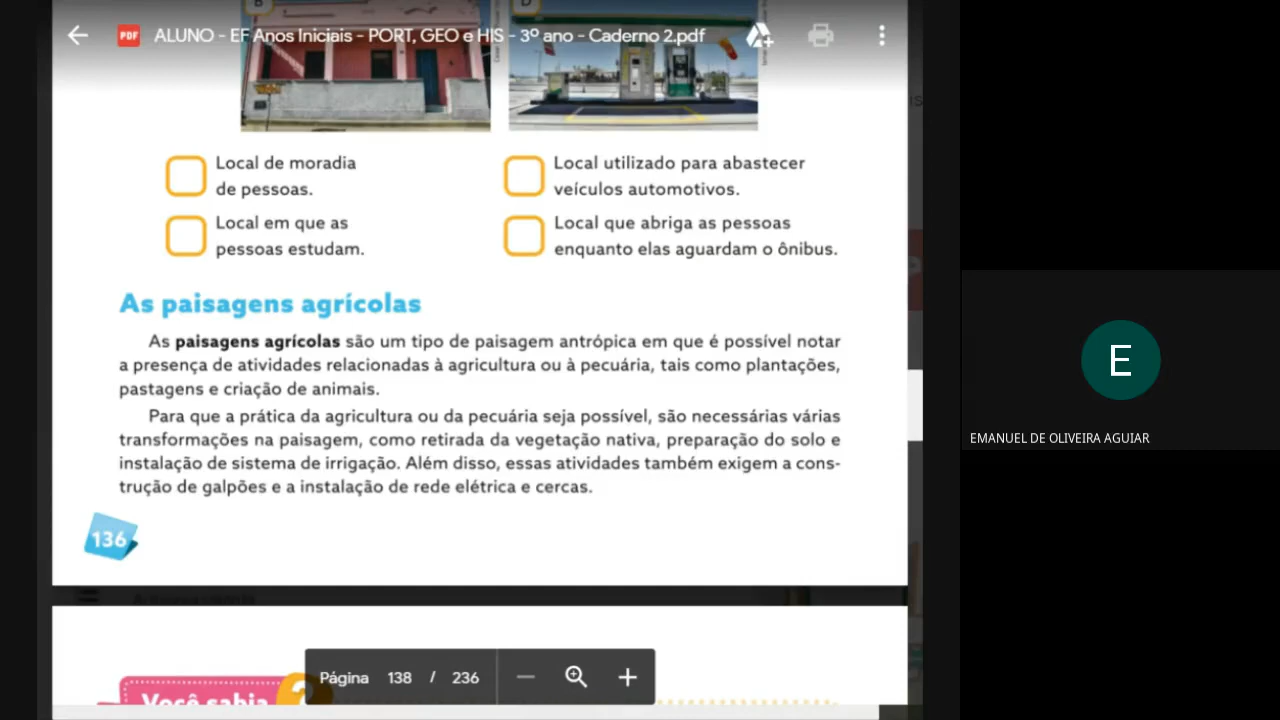 B
D
PDF ALUNO - EF Anos Iniciais - PORT, GEO e HIS - 3º ano - Caderno 2.pdf
Local de moradia
de pessoas.
Local utilizado para abastecer
veículos automotivos.
Local em que as
pessoas estudam.
Local que abriga as pessoas
enquanto elas aguardam o ônibus.
As paisagens agrícolas
As paisagens agrícolas são um tipo de paisagem antrópica em que é possível notar
a presença de atividades relacionadas à agricultura ou à pecuária, tais como plantações,
pastagens e criação de animais.
Para que a prática da agricultura ou da pecuária seja possível, são necessárias várias
transformações na paisagem, como retirada da vegetação nativa, preparação do solo e
instalação de sistema de irrigação. Além disso, essas atividades também exigem a cons-
trução de galpões e a instalação de rede elétrica e cercas.
136
Você sabia ?
Página 138 / 236
E
EMANUEL DE OLIVEIRA AGUIAR